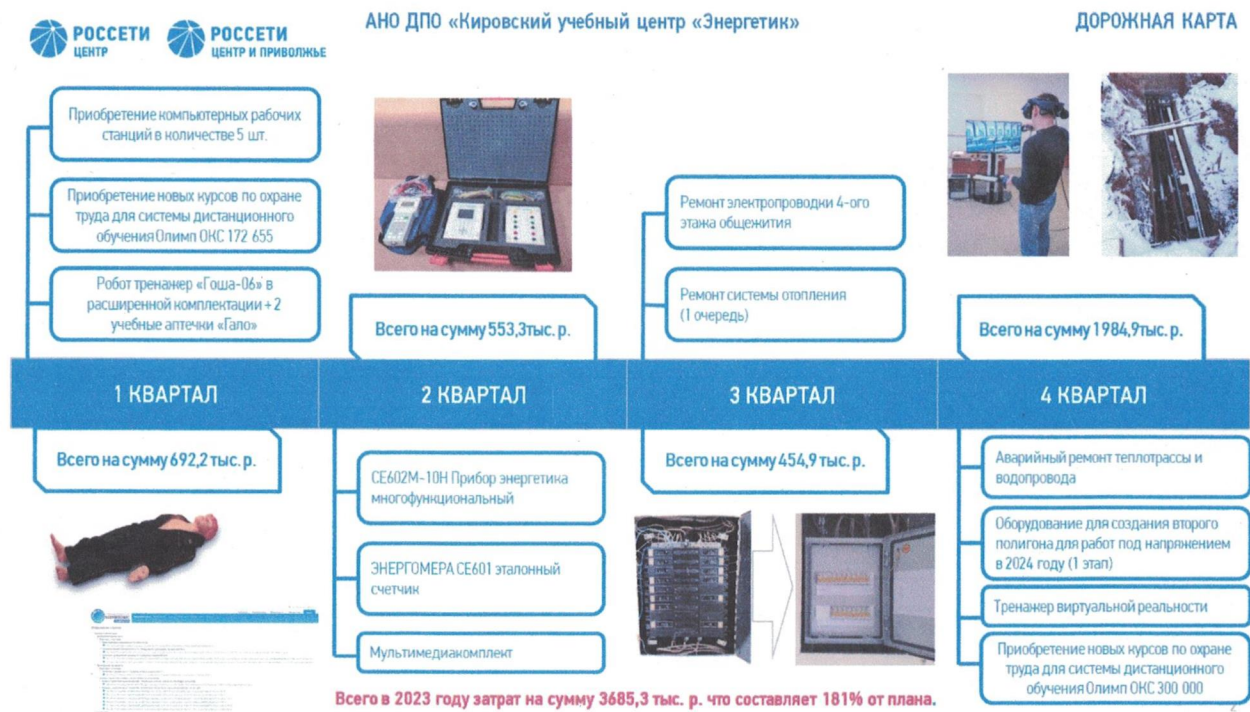 РОССЕТИ
ЦЕНТР
РОССЕТИ
ЦЕНТР И ПРИВОЛЖЬЕ
АНО ДПО «Кировский учебный центр «Энергетик»
ДОРОЖНАЯ КАРТА
Приобретение компьютерных рабочих
станций в количестве 5 шт.
Приобретение новых курсов по охране
труда для системы дистанционного
обучения Олимп ОКС 172 655
Робот тренажер «Гоша-06» в
расширенной комплектации + 2
учебные аптечки «Гало»
Всего на сумму 553,3тыс. р.
Ремонт электропроводки 4-ого
этажа общежития
Ремонт системы отопления
(1 очередь)
Всего на сумму 1984,9тыс. р.
1 КВАРТАЛ
2 КВАРТАЛ
3 КВАРТАЛ
4 КВАРТАЛ
Всего на сумму 692,2 тыс. р.
СЕ602М-10Н Прибор энергетика
многофункциональный
ЭНЕРГОМЕРА СЕ601 эталонный
счетчик
Мультимедиакомплект
Всего на сумму 454,9 тыс. р.
Аварийный ремонт теплотрассы и
водопровода
Оборудование для создания второго
полигона для работ под напряжением
в 2024 году (1 этап)
Тренажер виртуальной реальности
Приобретение новых курсов по охране
труда для системы дистанционного
обучения Олимп ОКС 300 000
Всего в 2023 году затрат на сумму 3685,3 тыс. р. что составляет 181% от плана.
2